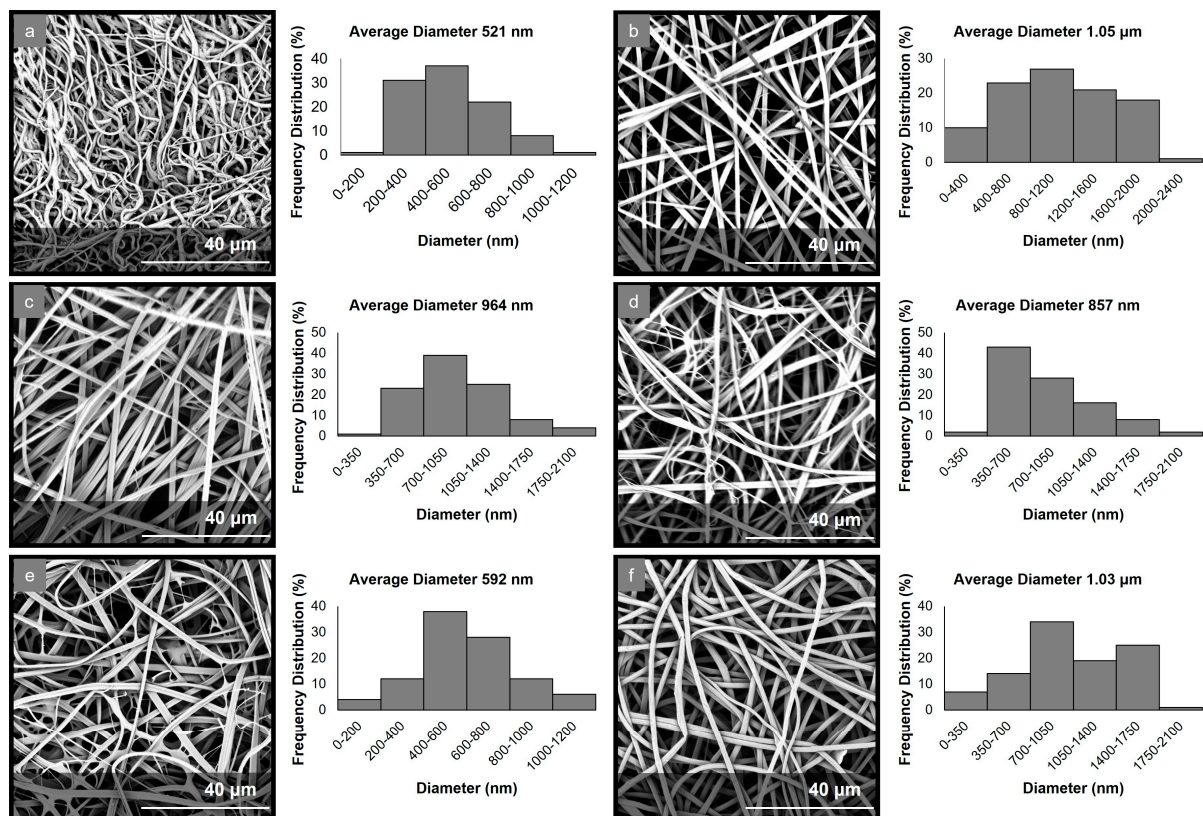 a
Average Diameter 521 nm
Frequency Distribution (%)
40
30
20
10
0
0-200
200-400
400-600
600-800
800-1000
1000-1200
Diameter (nm)
40 µm
b
Average Diameter 1.05 µm
Frequency Distribution (%)
30
20
10
0
0-400
400-800
800-1200
1200-1600
1600-2000
2000-2400
Diameter (nm)
40 µm
c
Average Diameter 964 nm
Frequency Distribution (%)
50
40
30
20
10
0
0-350
350-700
700-1050
1050-1400
1400-1750
1750-2100
Diameter (nm)
40 µm
d
Average Diameter 857 nm
Frequency Distribution (%)
50
40
30
20
10
0
0-350
350-700
700-1050
1050-1400
1400-1750
1750-2100
Diameter (nm)
40 µm
e
Average Diameter 592 nm
Frequency Distribution (%)
40
30
20
10
0
0-200
200-400
400-600
600-800
800-1000
1000-1200
Diameter (nm)
40 µm
f
Average Diameter 1.03 µm
Frequency Distribution (%)
40
30
20
10
0
0-350
350-700
700-1050
1050-1400
1400-1750
1750-2100
Diameter (nm)
40 µm